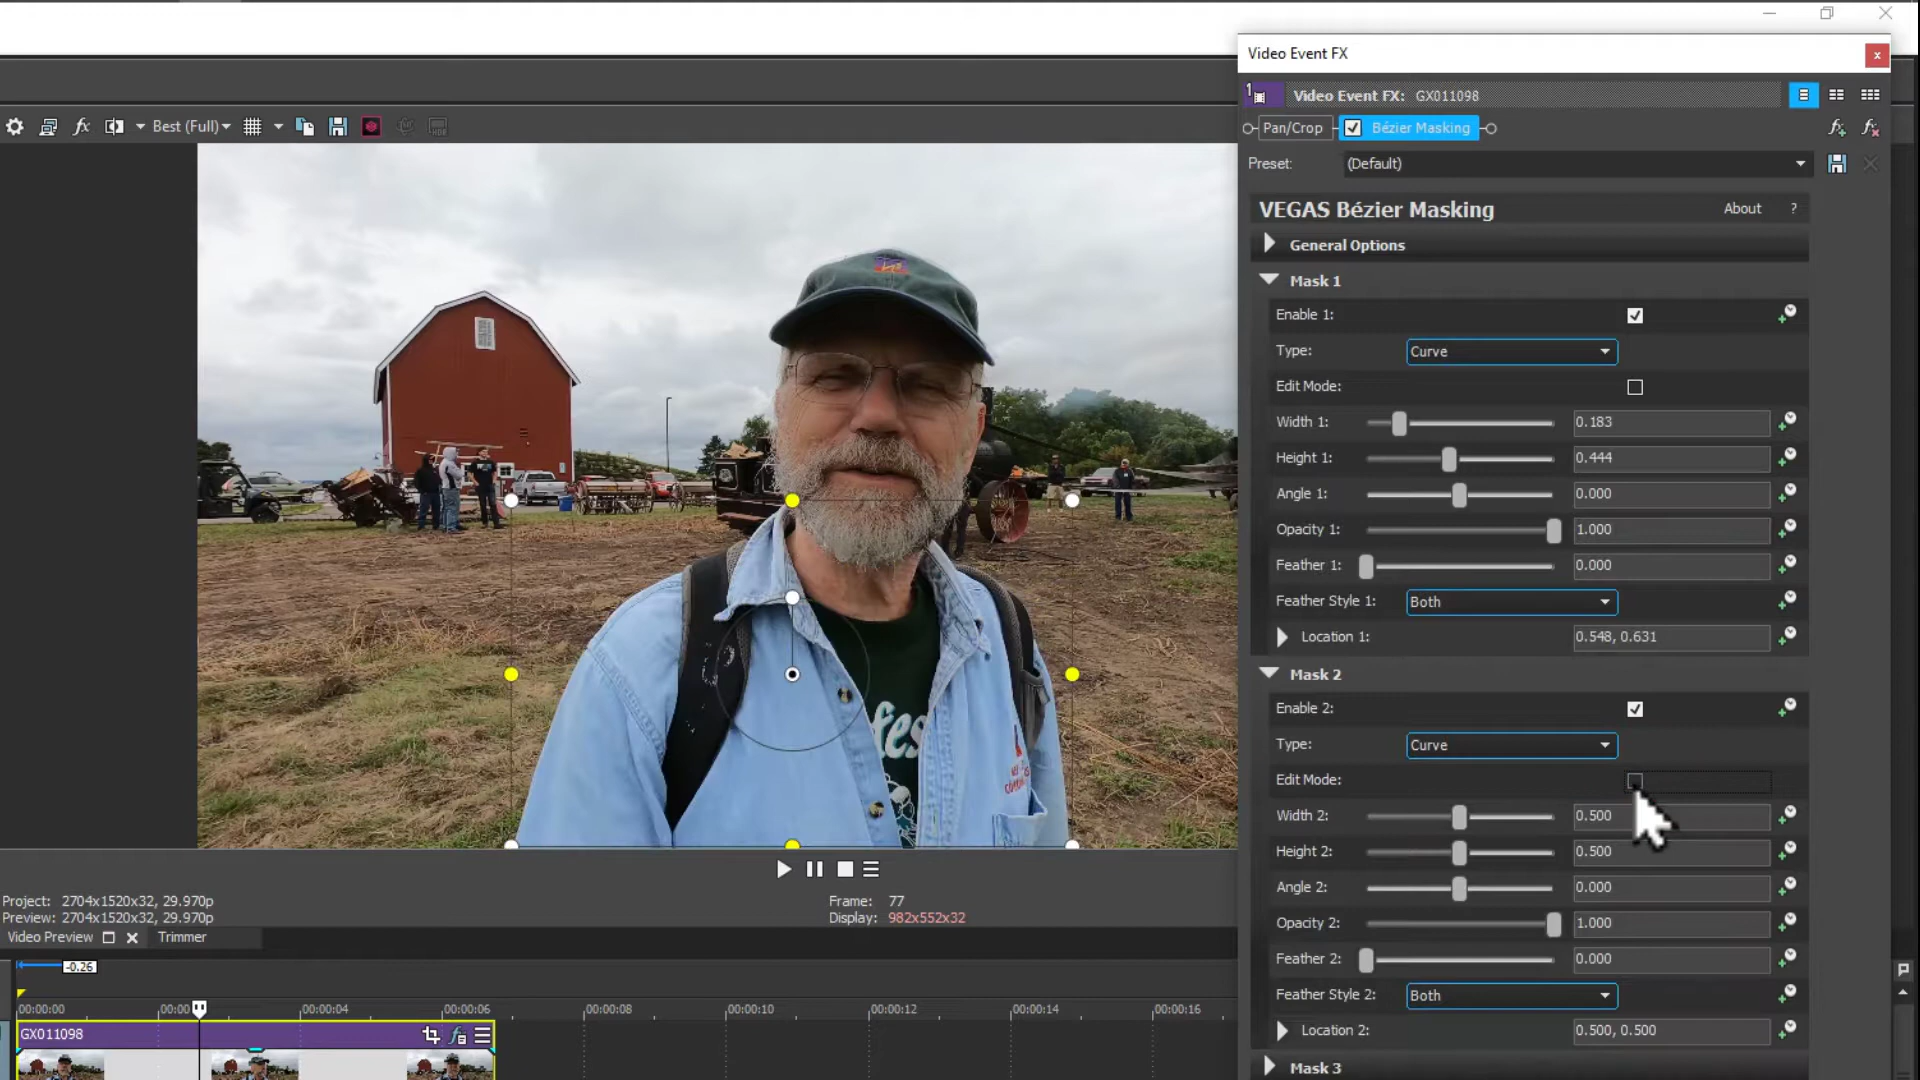 Video Event FX
Video Event FX: GX011098
Pan/Crop
Bézier Masking
Best (Full)
Preset: (Default)
VEGAS Bézier Masking About ?
General Options
Mask 1
Enable 1:
Type: Curve
Edit Mode:
Width 1: 0.183
Height 1: 0.444
Angle 1: 0.000
Opacity 1: 1.000
Feather 1: 0.000
Feather Style 1: Both
Location 1: 0.548, 0.631
Mask 2
Enable 2:
Type: Curve
Edit Mode:
Width 2: 0.500
Height 2: 0.500
Angle 2: 0.000
Opacity 2: 1.000
Feather 2: 0.000
Feather Style 2: Both
Location 2: 0.500, 0.500
Mask 3
Project: 2704x1520x32, 29.970p
Preview: 2704x1520x32, 29.970p
Frame: 77
Display: 982x552x32
Video Preview
Trimmer
-0.26
00:00:00 00:00:04 00:00:06 00:00:08 00:00:10 00:00:12 00:00:14 00:00:16
GX011098